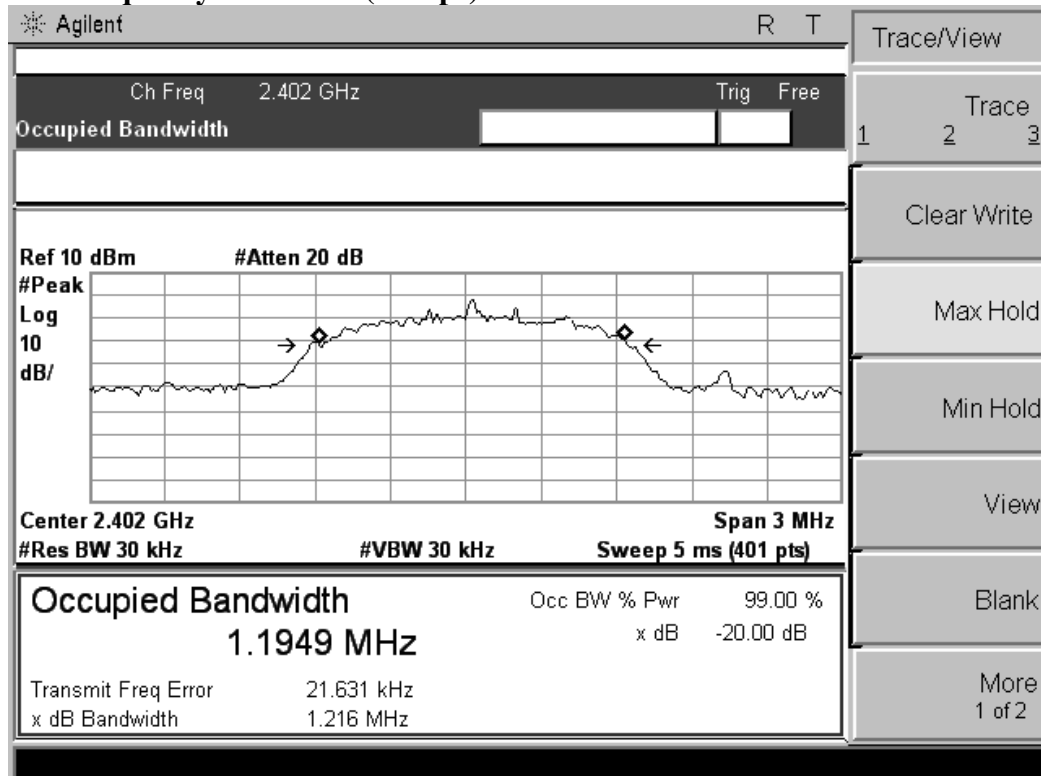 Agilent R T
Trace/View
Ch Freq 2.402 GHz Trig Free
Occupied Bandwidth
Trace
1 2 3
Clear Write
Ref 10 dBm #Atten 20 dB
#Peak
Log
10
dB/
Max Hold
Min Hold
View
Center 2.402 GHz Span 3 MHz
#Res BW 30 kHz #VBW 30 kHz Sweep 5 ms (401 pts)
Occupied Bandwidth
1.1949 MHz
Occ BW % Pwr 99.00 %
x dB -20.00 dB
Transmit Freq Error 21.631 kHz
x dB Bandwidth 1.216 MHz
Blank
More
1 of 2